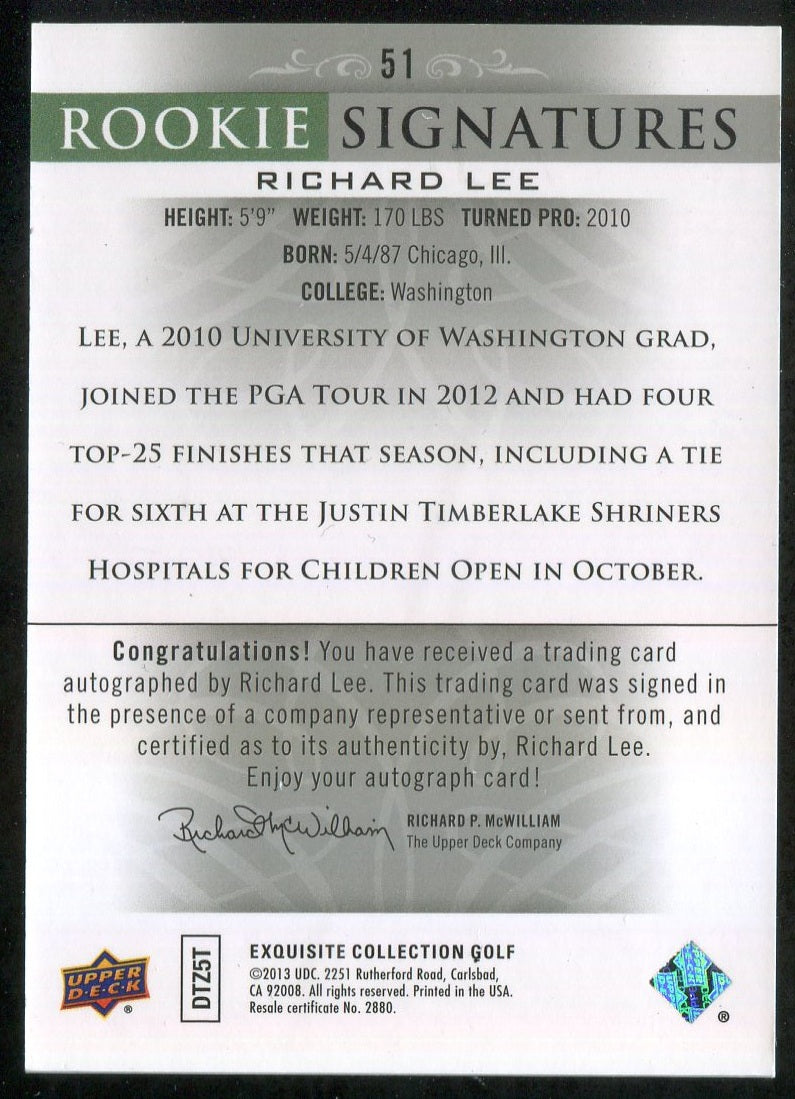 51
ROOKIE SIGNATURES
RICHARD LEE
HEIGHT: 5'9" WEIGHT: 170 LBS TURNED PRO: 2010
BORN: 5/4/87 Chicago, Ill.
COLLEGE: Washington
LEE, A 2010 UNIVERSITY OF WASHINGTON GRAD,
JOINED THE PGA TOUR IN 2012 AND HAD FOUR
TOP-25 FINISHES THAT SEASON, INCLUDING A TIE
FOR SIXTH AT THE JUSTIN TIMBERLAKE SHRINERS
HOSPITALS FOR CHILDREN OPEN IN OCTOBER.
Congratulations! You have received a trading card
autographed by Richard Lee. This trading card was signed in
the presence of a company representative or sent from, and
certified as to its authenticity by, Richard Lee.
Enjoy your autograph card!
Richard McWilliam
RICHARD P. McWILLIAM
The Upper Deck Company
UPPER
D·E·C·K
®
DTZ5T
EXQUISITE COLLECTION GOLF
©2013 UDC. 2251 Rutherford Road, Carlsbad,
CA 92008. All rights reserved. Printed in the USA.
Resale certificate No. 2880.
®